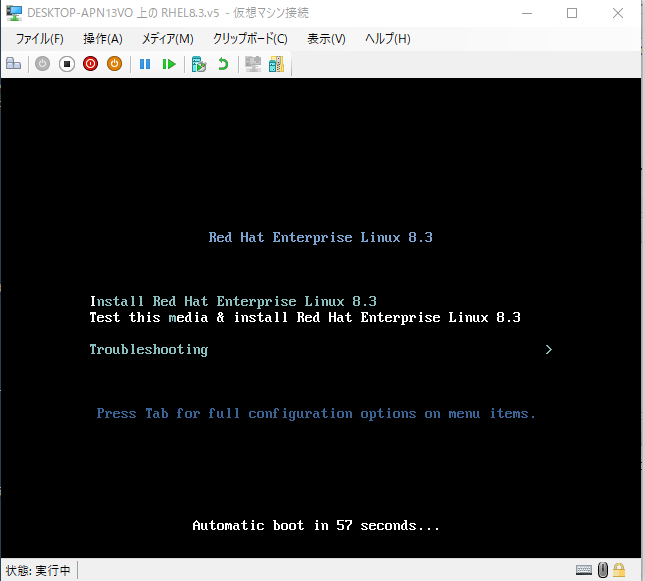 DESKTOP-APN13VO 上の RHEL8.3.v5 - 仮想マシン接続
ファイル(F) 操作(A) メディア(M) クリップボード(C) 表示(V) ヘルプ(H)
Red Hat Enterprise Linux 8.3
Install Red Hat Enterprise Linux 8.3
Test this media & install Red Hat Enterprise Linux 8.3
Troubleshooting >
Press Tab for full configuration options on menu items.
Automatic boot in 57 seconds...
状態: 実行中